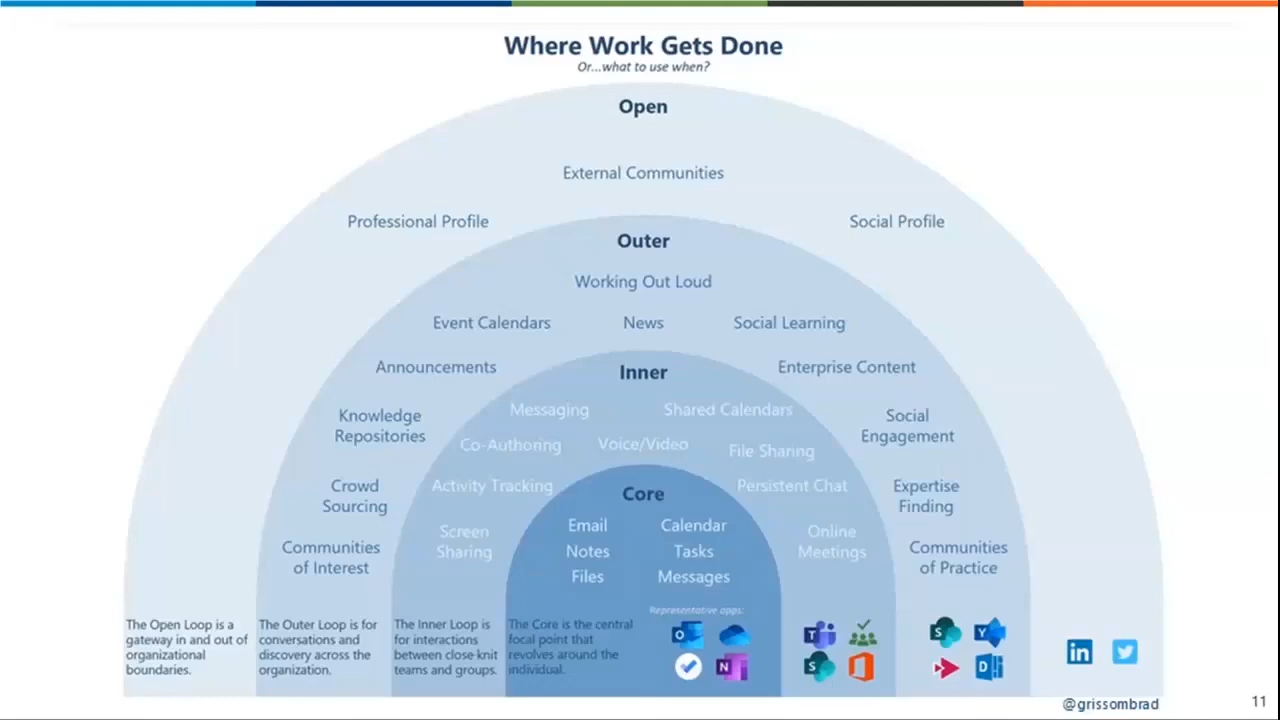 Where Work Gets Done
Or...what to use when?
Open
External Communities
Professional Profile
Social Profile
Outer
Working Out Loud
Event Calendars
News
Social Learning
Announcements
Enterprise Content
Inner
Messaging
Shared Calendars
Knowledge
Repositories
Social
Engagement
Co-Authoring
Voice/Video
File Sharing
Activity Tracking
Persistent Chat
Crowd
Sourcing
Core
Expertise
Finding
Screen
Sharing
Email
Calendar
Online
Meetings
Notes
Tasks
Files
Messages
Communities
of Interest
Communities
of Practice
Representative apps:
The Open Loop is a
gateway in and out of
organizational
boundaries.
The Outer Loop is for
conversations and
discovery across the
organization.
The Inner Loop is
for interactions
between close knit
teams and groups.
The Core is the central
focal point that
revolves around the
individual.
O
N
T
S
S
Y
D
in
@grissombrad
11